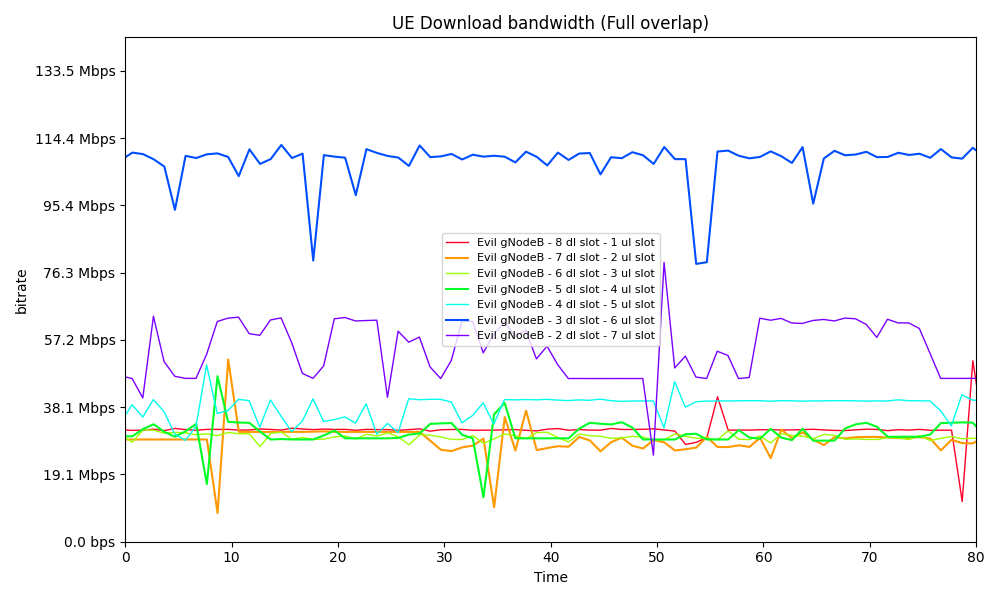 UE Download bandwidth (Full overlap)
133.5 Mbps
114.4 Mbps
95.4 Mbps
76.3 Mbps
57.2 Mbps
38.1 Mbps
19.1 Mbps
0.0 bps
bitrate
Evil gNodeB - 8 dl slot - 1 ul slot
Evil gNodeB - 7 dl slot - 2 ul slot
Evil gNodeB - 6 dl slot - 3 ul slot
Evil gNodeB - 5 dl slot - 4 ul slot
Evil gNodeB - 4 dl slot - 5 ul slot
Evil gNodeB - 3 dl slot - 6 ul slot
Evil gNodeB - 2 dl slot - 7 ul slot
0 10 20 30 40 50 60 70 80
Time